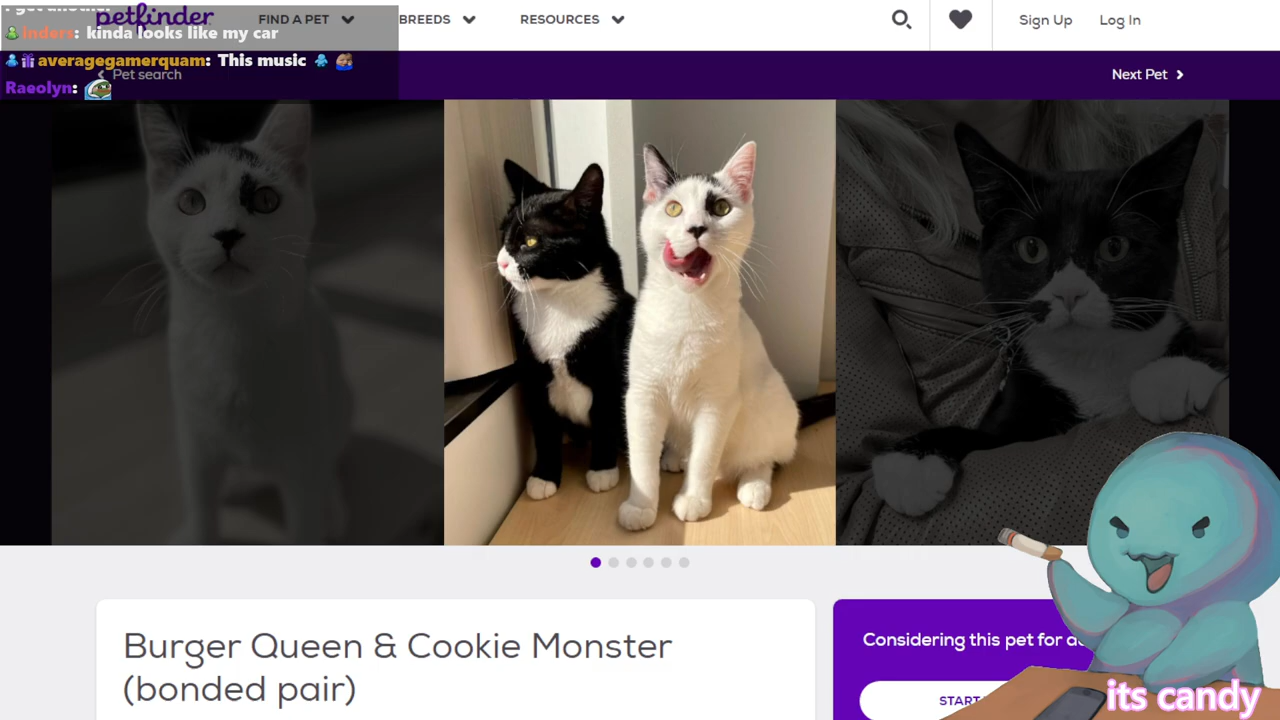 petfinder
FIND A PET
BREEDS
RESOURCES
Sign Up
Log In
Inders: kinda looks like my car
averagegamerquam: This music
Raeolyn:
Pet search
Next Pet
Burger Queen & Cookie Monster
(bonded pair)
Considering this pet for
START
its candy